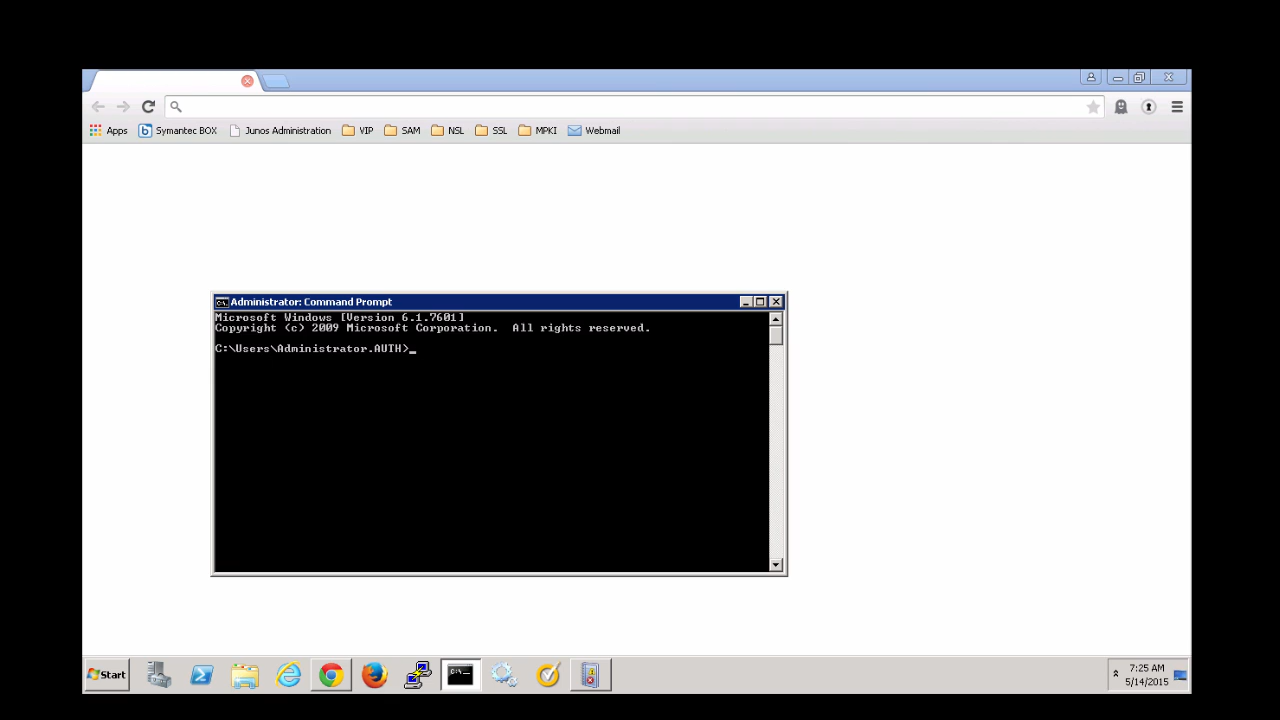 Apps Symantec BOX Junos Administration VIP SAM NSL SSL MPKI Webmail
Administrator: Command Prompt
Microsoft Windows [Version 6.1.7601]
Copyright (c) 2009 Microsoft Corporation.  All rights reserved.
C:\Users\Administrator.AUTH>_
Start
7:25 AM
5/14/2015